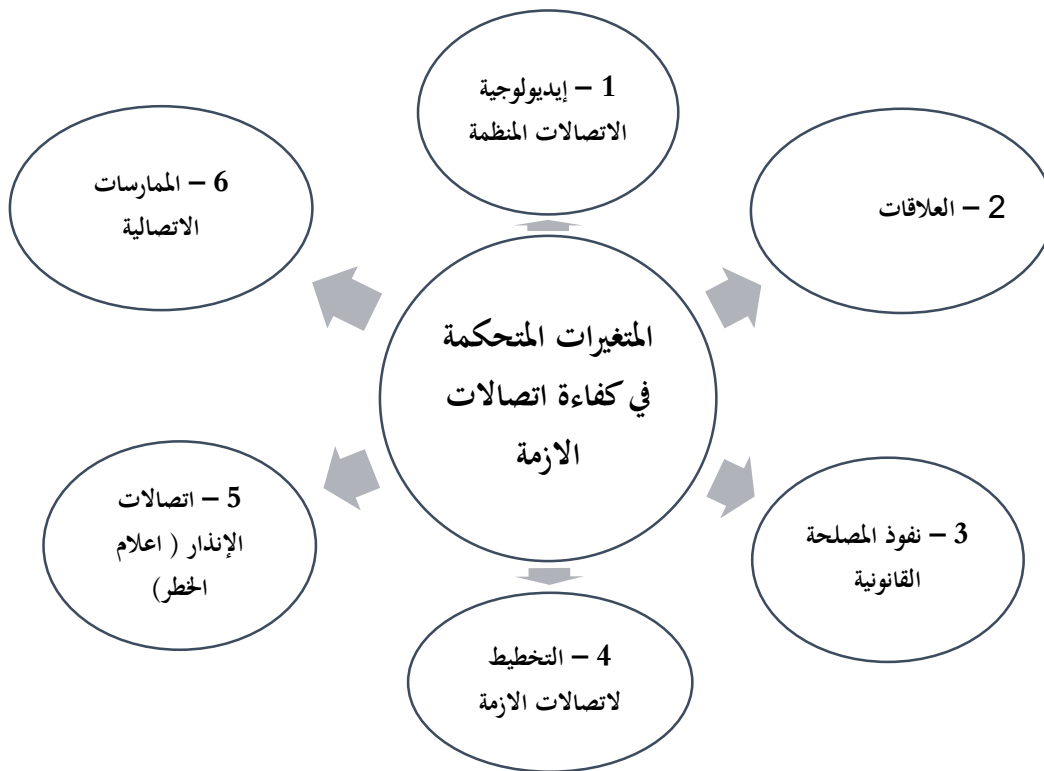 المتغيرات المتحكمة
في كفاءة اتصالات
الازمة
1 – إيديولوجية
الاتصالات المنظمة
2 – العلاقات
3 – نفوذ المصلحة
القانونية
4 – التخطيط
لاتصالات الازمة
5 – اتصالات
الإنذار ( اعلام
الخطر)
6 – الممارسات
الاتصالية